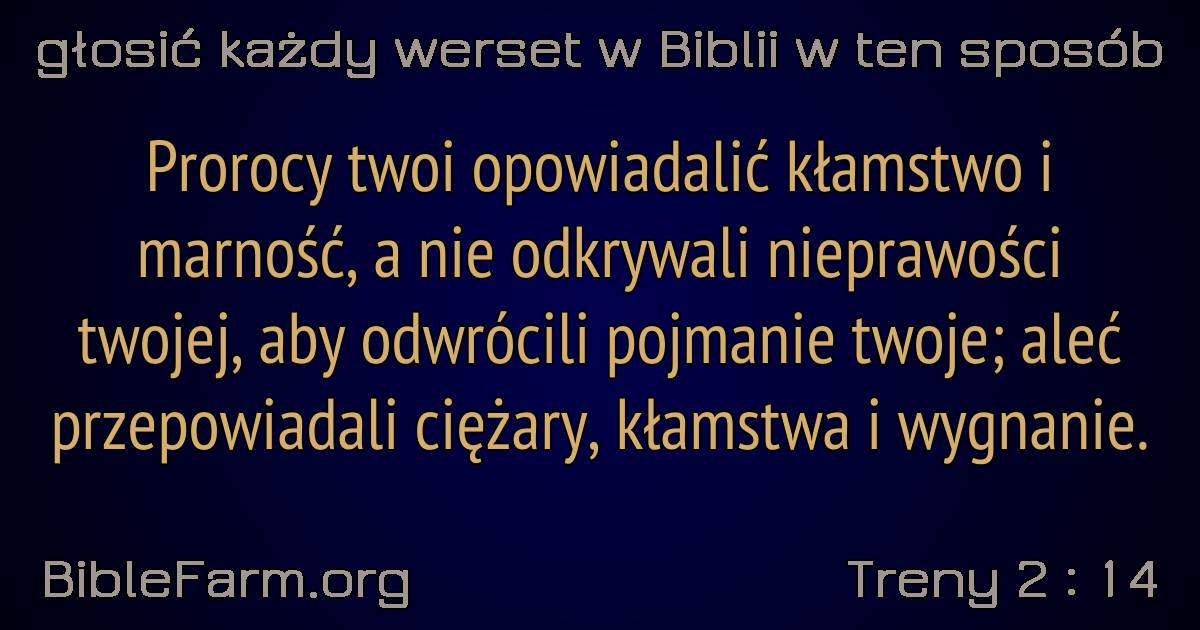 głosić każdy werset w Biblii w ten sposób
Prorocy twoi opowiadalić kłamstwo i
marność, a nie odkrywali nieprawości
twojej, aby odwrócili pojmanie twoje; aleć
przepowiadali ciężary, kłamstwa i wygnanie.
BibleFarm.org
Treny 2 : 14